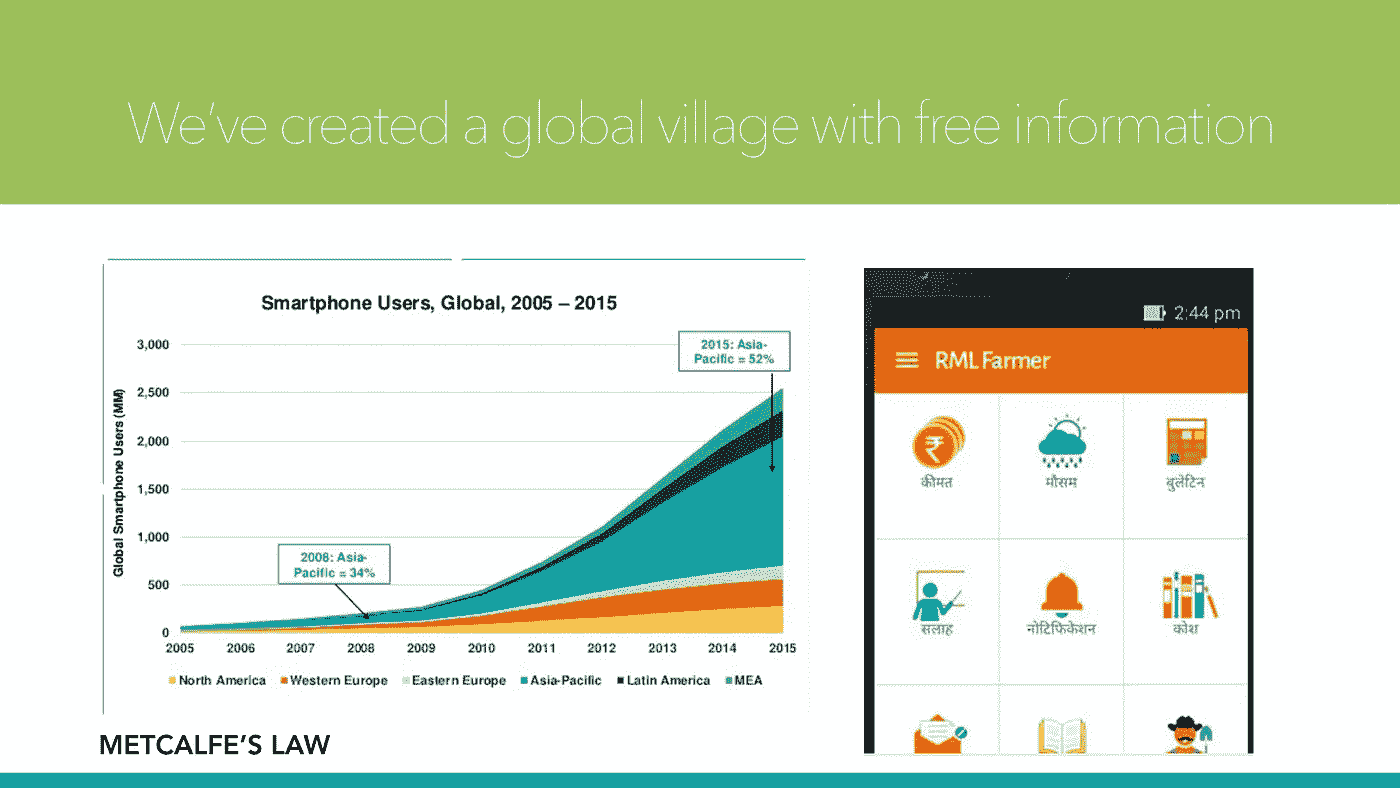 We've created a global village with free information
Smartphone Users, Global, 2005 – 2015
Global Smartphone Users (MM)
3,000
2,500
2,000
1,500
1,000
500
0
2015: Asia-
Pacific = 52%
2008: Asia-
Pacific = 34%
2005 2006 2007 2008 2009 2010 2011 2012 2013 2014 2015
North America Western Europe Eastern Europe Asia-Pacific Latin America MEA
METCALFE'S LAW
2:44 pm
RML Farmer
कीमत मौसम बुलेटिन
सलाह नोटिफिकेशन कोश